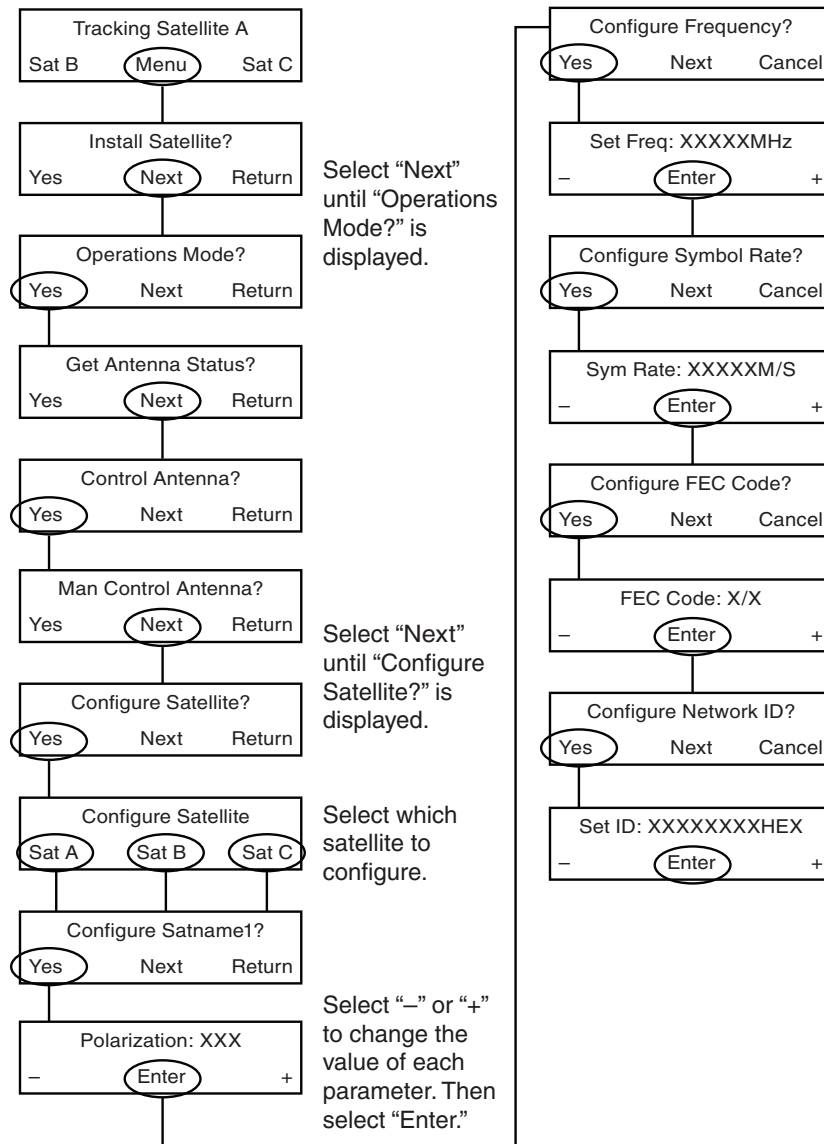 Tracking Satellite A
Sat B Menu Sat C
Install Satellite?
Yes Next Return
Select “Next”
until “Operations
Mode?” is
displayed.
Operations Mode?
Yes Next Return
Get Antenna Status?
Yes Next Return
Control Antenna?
Yes Next Return
Man Control Antenna?
Yes Next Return
Select “Next”
until “Configure
Satellite?” is
displayed.
Configure Satellite?
Yes Next Return
Configure Satellite
Sat A Sat B Sat C
Select which
satellite to
configure.
Configure Satname1?
Yes Next Return
Polarization: XXX
– Enter +
Select “–” or “+”
to change the
value of each
parameter. Then
select “Enter.”
Configure Frequency?
Yes Next Cancel
Set Freq: XXXXXMHz
– Enter +
Configure Symbol Rate?
Yes Next Cancel
Sym Rate: XXXXXM/S
– Enter +
Configure FEC Code?
Yes Next Cancel
FEC Code: X/X
– Enter +
Configure Network ID?
Yes Next Cancel
Set ID: XXXXXXXXHEX
– Enter +